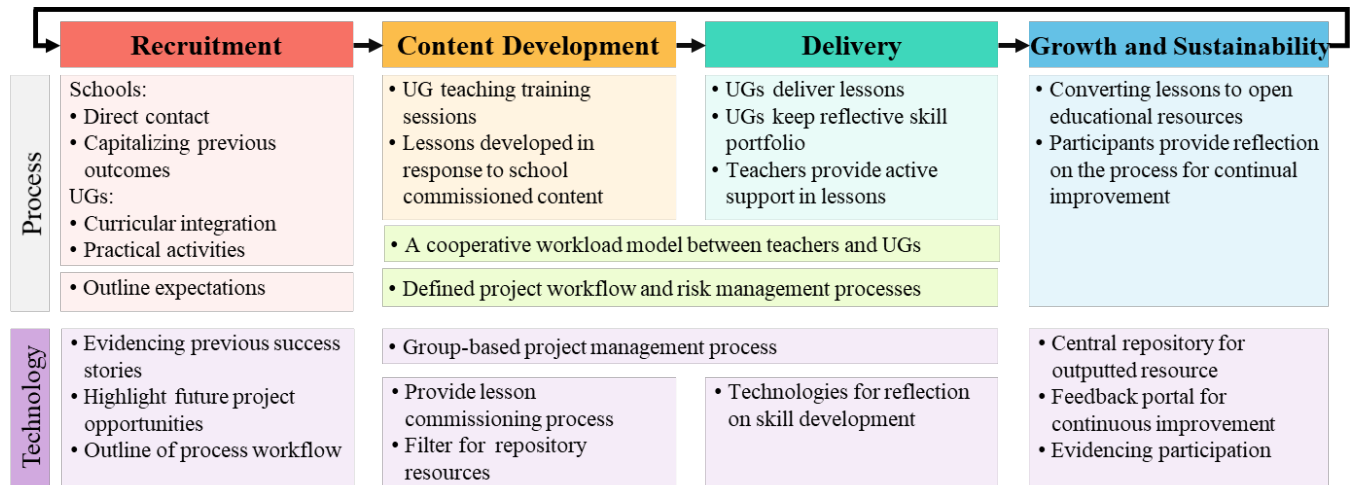 Recruitment
Content Development
Delivery
Growth and Sustainability
Process
Schools:
• Direct contact
• Capitalizing previous
outcomes
UGs:
• Curricular integration
• Practical activities
• Outline expectations
• UG teaching training
sessions
• Lessons developed in
response to school
commissioned content
• UGs deliver lessons
• UGs keep reflective skill
portfolio
• Teachers provide active
support in lessons
• A cooperative workload model between teachers and UGs
• Defined project workflow and risk management processes
• Converting lessons to open
educational resources
• Participants provide reflection
on the process for continual
improvement
Technology
• Evidencing previous success
stories
• Highlight future project
opportunities
• Outline of process workflow
• Group-based project management process
• Provide lesson
commissioning process
• Filter for repository
resources
• Technologies for reflection
on skill development
• Central repository for
outputted resource
• Feedback portal for
continuous improvement
• Evidencing participation